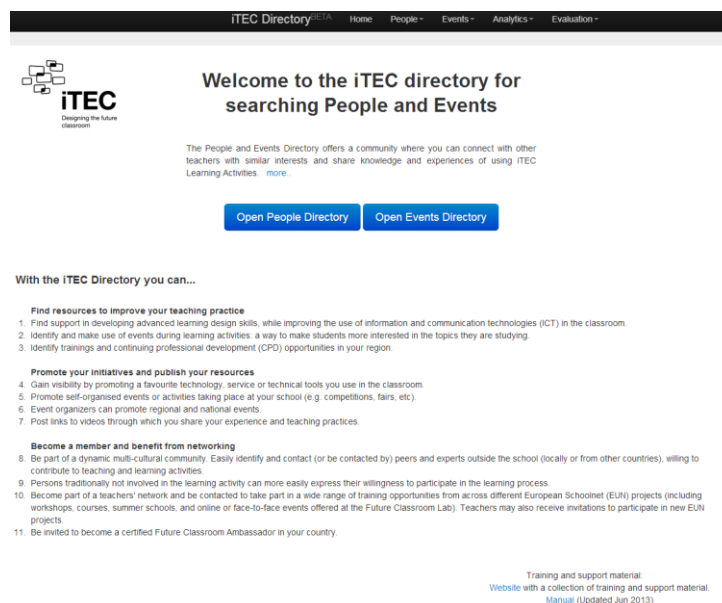 iTEC Directory BETA Home People Events Analytics Evaluation
iTEC
Designing the future
classroom
Welcome to the iTEC directory for
searching People and Events
The People and Events Directory offers a community where you can connect with other
teachers with similar interests and share knowledge and experiences of using iTEC
Learning Activities. more..
Open People Directory Open Events Directory
With the iTEC Directory you can...
Find resources to improve your teaching practice
1. Find support in developing advanced learning design skills, while improving the use of information and communication technologies (ICT) in the classroom.
2. Identify and make use of events during learning activities: a way to make students more interested in the topics they are studying.
3. Identify trainings and continuing professional development (CPD) opportunities in your region.
Promote your initiatives and publish your resources
4. Gain visibility by promoting a favourite technology, service or technical tools you use in the classroom.
5. Promote self-organised events or activities taking place at your school (e.g. competitions, fairs, etc).
6. Event organizers can promote regional and national events.
7. Post links to videos through which you share your experience and teaching practices.
Become a member and benefit from networking
8. Be part of a dynamic multi-cultural community. Easily identify and contact (or be contacted by) peers and experts outside the school (locally or from other countries), willing to
contribute to teaching and learning activities.
9. Persons traditionally not involved in the learning activity can more easily express their willingness to participate in the learning process.
10. Become part of a teachers' network and be contacted to take part in a wide range of training opportunities from across different European Schoolnet (EUN) projects (including
workshops, courses, summer schools, and online or face-to-face events offered at the Future Classroom Lab). Teachers may also receive invitations to participate in new EUN
projects.
11. Be invited to become a certified Future Classroom Ambassador in your country.
Training and support material:
Website with a collection of training and support material.
Manual (Updated Jun 2013)